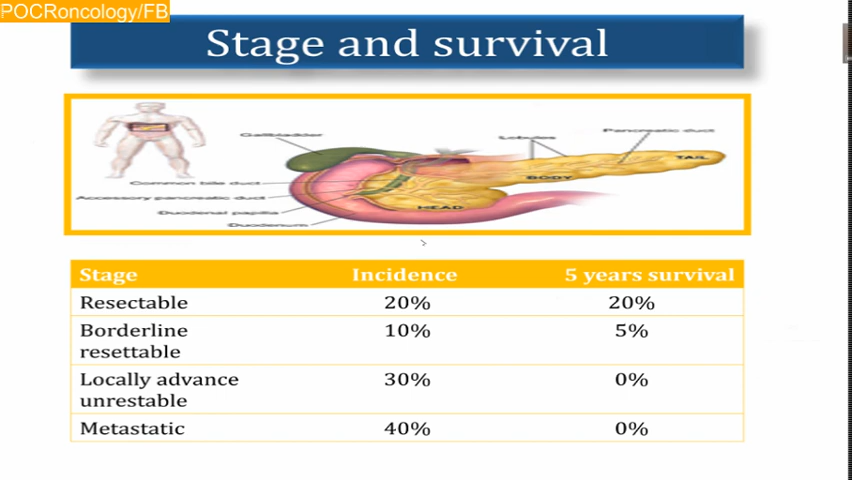 POCRoncology/FB
Stage and survival
Gallbladder
Lobules
Pancreatic duct
TAIL
BODY
Common bile duct
Accessory pancreatic duct
HEAD
Duodenal papilla
Duodenum
Stage Incidence 5 years survival
Resectable 20% 20%
Borderline 10% 5%
resettable
Locally advance 30% 0%
unrestable
Metastatic 40% 0%